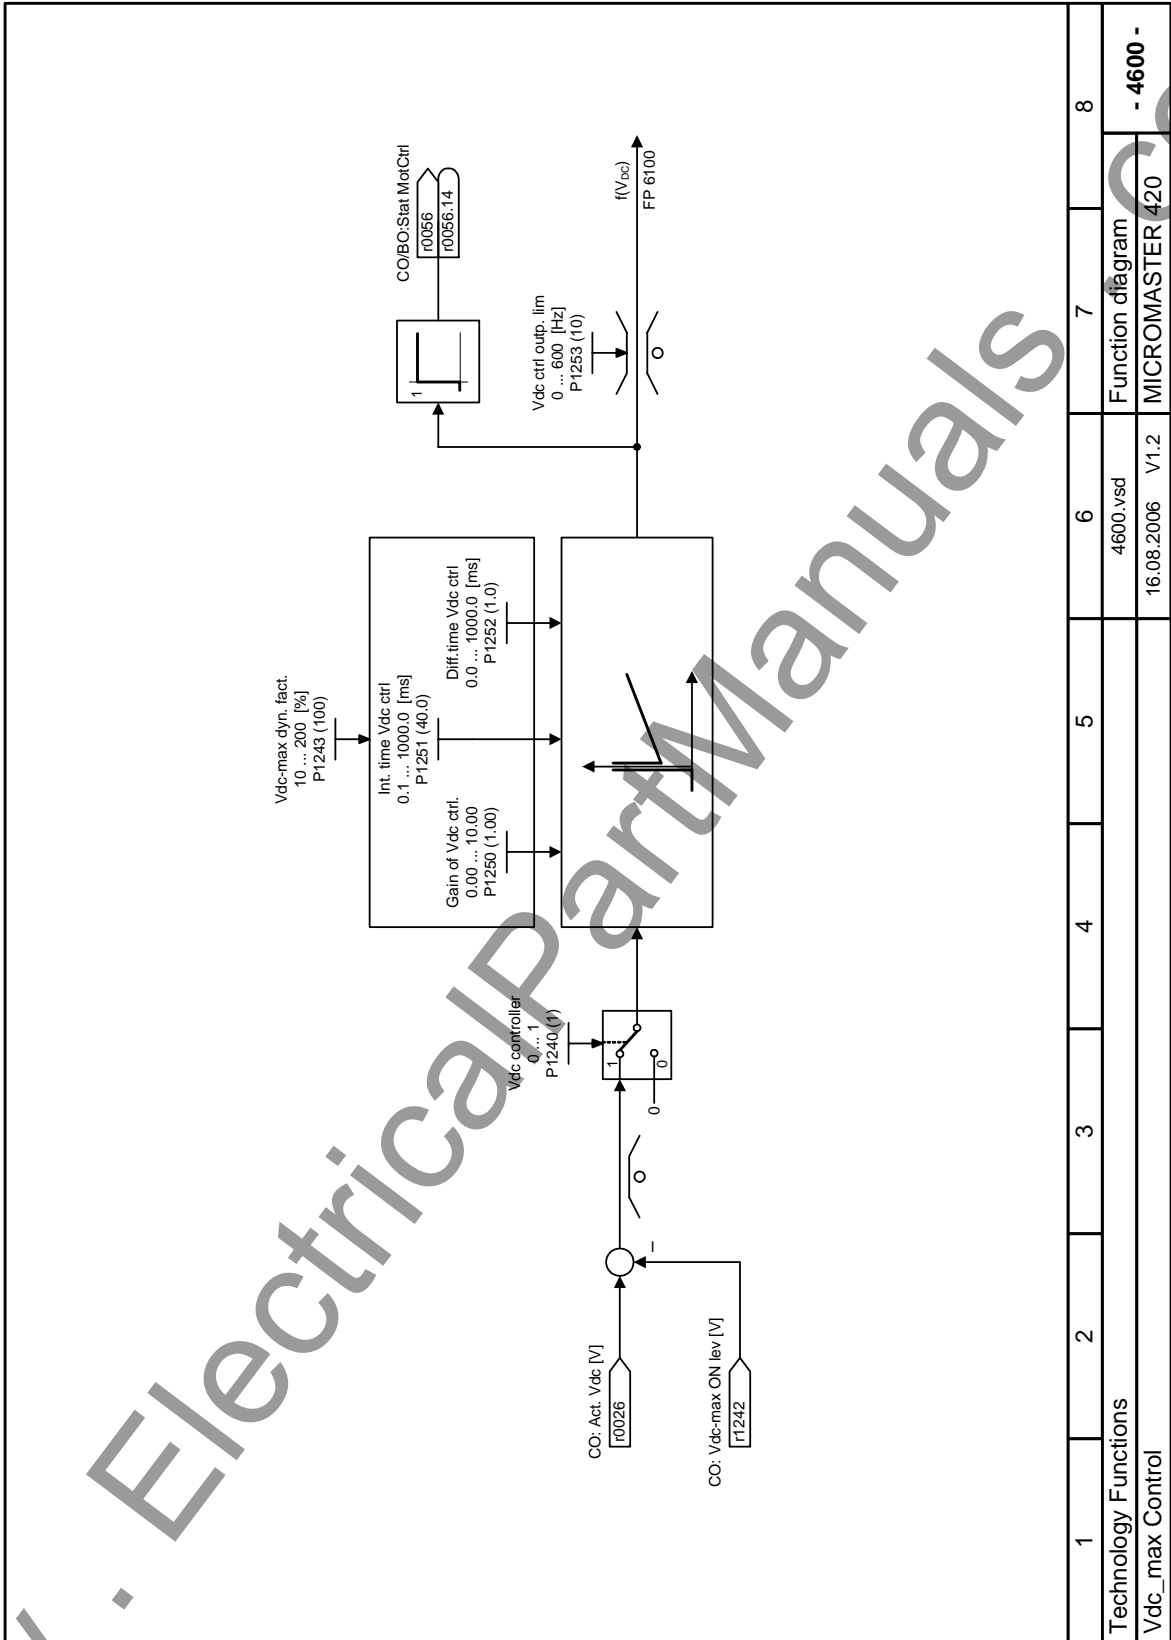 Vdc-max dyn. fact.
10 ... 200 [%]
P1243 (100)
Int. time Vdc ctrl
0.1 ... 1000.0 [ms]
P1251 (40.0)
Gain of Vdc ctrl.
0.00 ... 10.00
P1250 (1.00)
Diff.time Vdc ctrl
0.0 ... 1000.0 [ms]
P1252 (1.0)
CO/BO:Stat MotCtrl
r0056
r0056.14
1
Vdc ctrl outp. lim
0 ... 600 [Hz]
P1253 (10)
0
f(VDC)
FP 6100
Vdc controller
0 ... 1
P1240 (1)
1
0
0
0
CO: Act. Vdc [V]
r0026
–
CO: Vdc-max ON lev [V]
r1242
1 2 3 4 5 6 7 8
Technology Functions 4600.vsd Function diagram - 4600 -
Vdc_max Control 16.08.2006 V1.2 MICROMASTER 420
. ElectricalPartManuals . c